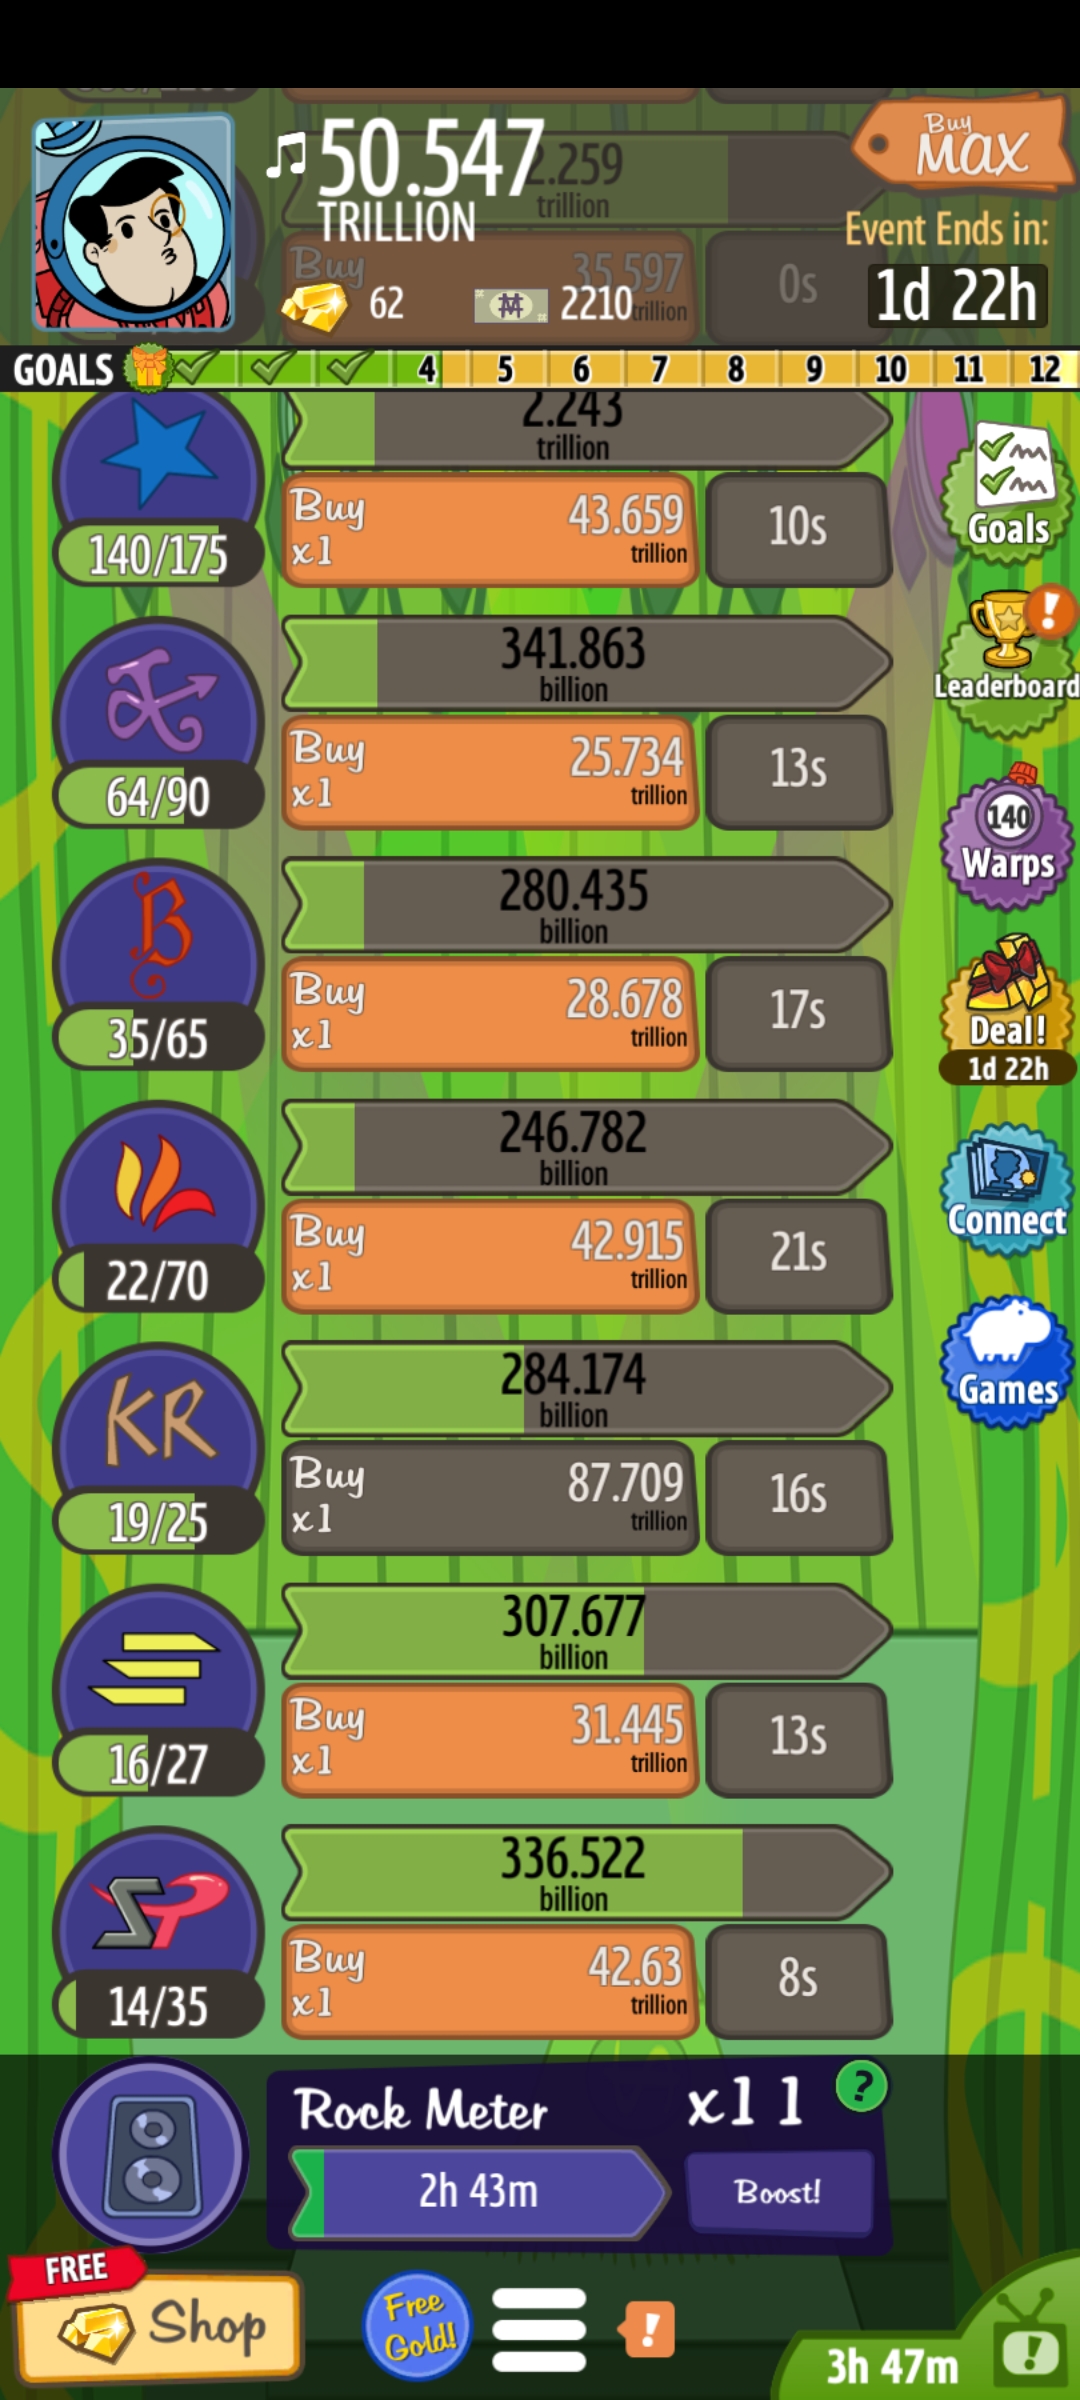 50.547
TRILLION
2.259
trillion
Buy
MAX
Event Ends in:
1d 22h
Buy
35.597
trillion
0s
62
2210
GOALS
4 5 6 7 8 9 10 11 12
2.243
trillion
140/175
Buy
x1
43.659
trillion
10s
Goals
341.863
billion
64/90
Buy
x1
25.734
trillion
13s
Leaderboard
140
Warps
280.435
billion
35/65
Buy
x1
28.678
trillion
17s
Deal!
1d 22h
246.782
billion
22/70
Buy
x1
42.915
trillion
21s
Connect
KR
284.174
billion
19/25
Buy
x1
87.709
trillion
16s
Games
307.677
billion
16/27
Buy
x1
31.445
trillion
13s
336.522
billion
14/35
Buy
x1
42.63
trillion
8s
Rock Meter
x11
?
2h 43m
Boost!
FREE
Shop
Free
Gold!
!
3h 47m
!